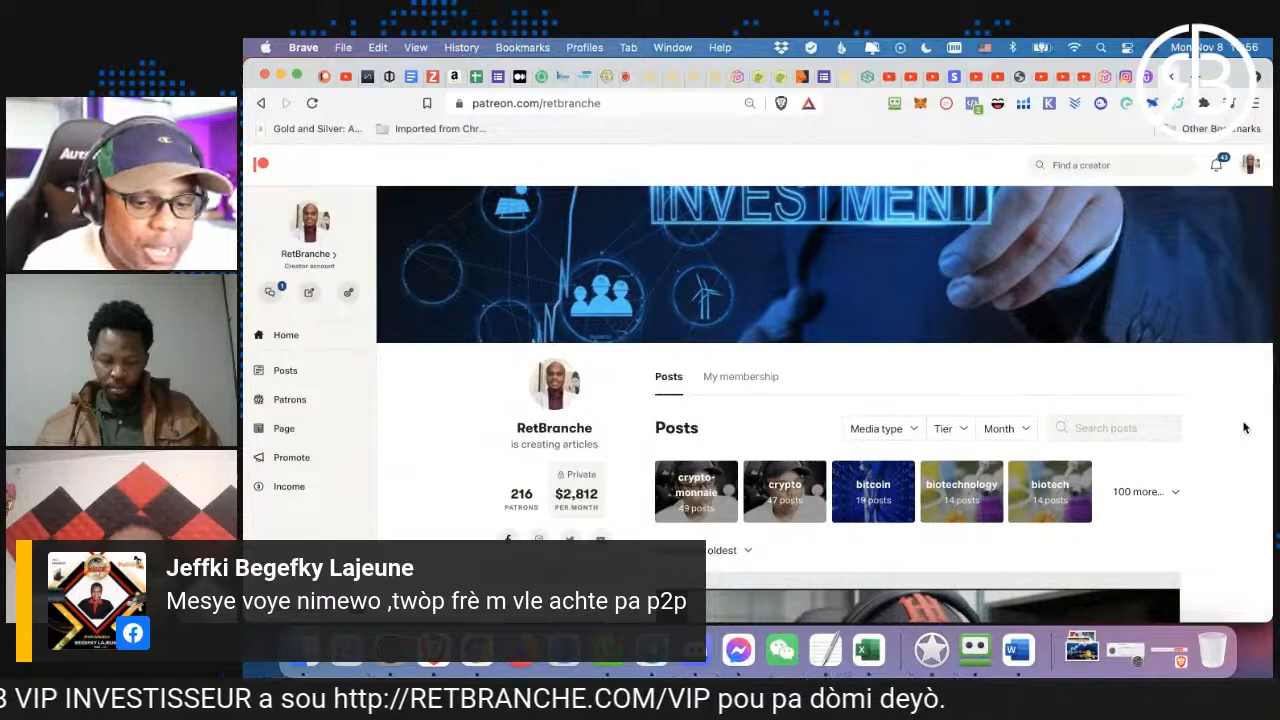 Brave File Edit View History Bookmarks Profiles Tab Window Help
Mon Nov 8
patreon.com/retbranche
Gold and Silver: A... Imported from Chr...
Other Bookmarks
Find a creator
43
INVESTMENT
RetBranche
Creator account
1
Home
Posts
Patrons
Page
Promote
Income
Posts My membership
RetBranche
is creating articles
Private
216
PATRONS
$2,812
PER MONTH
Posts
Media type Tier Month Search posts
crypto-
monnaie
49 posts
crypto
47 posts
bitcoin
19 posts
biotechnology
14 posts
biotech
14 posts
100 more...
oldest
Jeffki Begefky Lajeune
Mesye voye nimewo ,twòp frè m vle achte pa p2p
VIP INVESTISSEUR a sou http://RETBRANCHE.COM/VIP pou pa dòmi deyò.